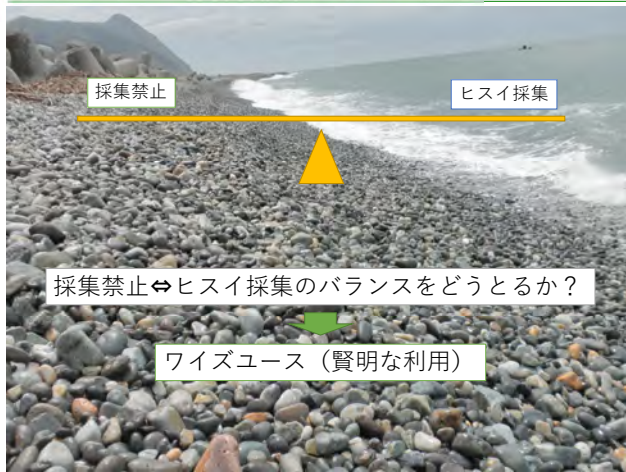 採集禁止
ヒスイ採集
採集禁止⇔ヒスイ採集のバランスをどうとるか？
ワイズユース（賢明な利用）